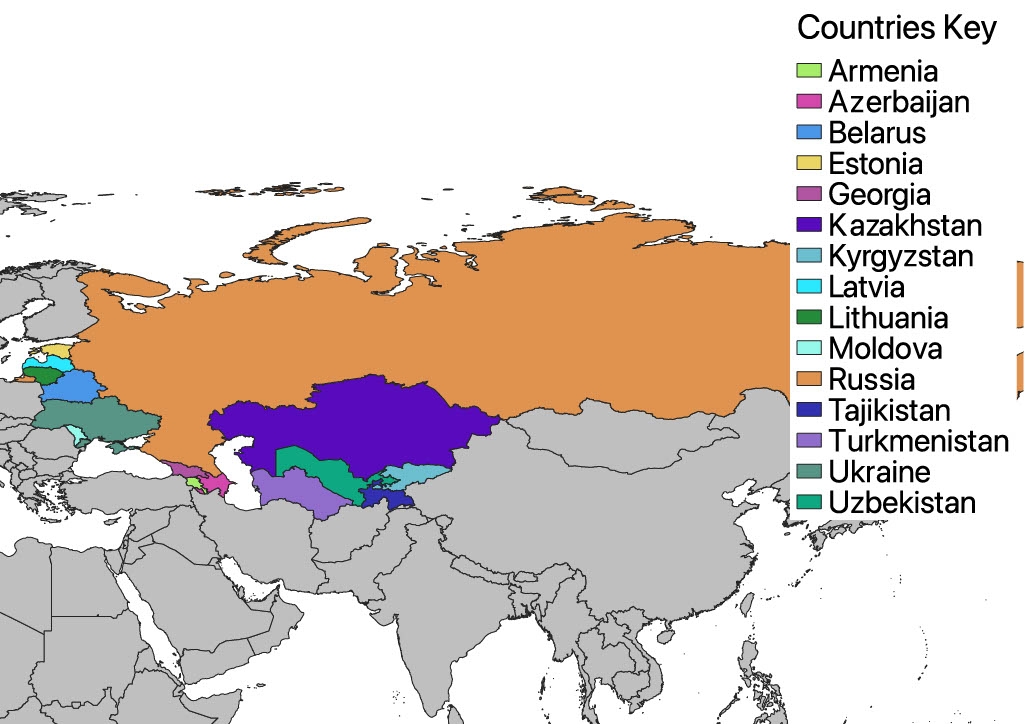 Countries Key
Armenia
Azerbaijan
Belarus
Estonia
Georgia
Kazakhstan
Kyrgyzstan
Latvia
Lithuania
Moldova
Russia
Tajikistan
Turkmenistan
Ukraine
Uzbekistan